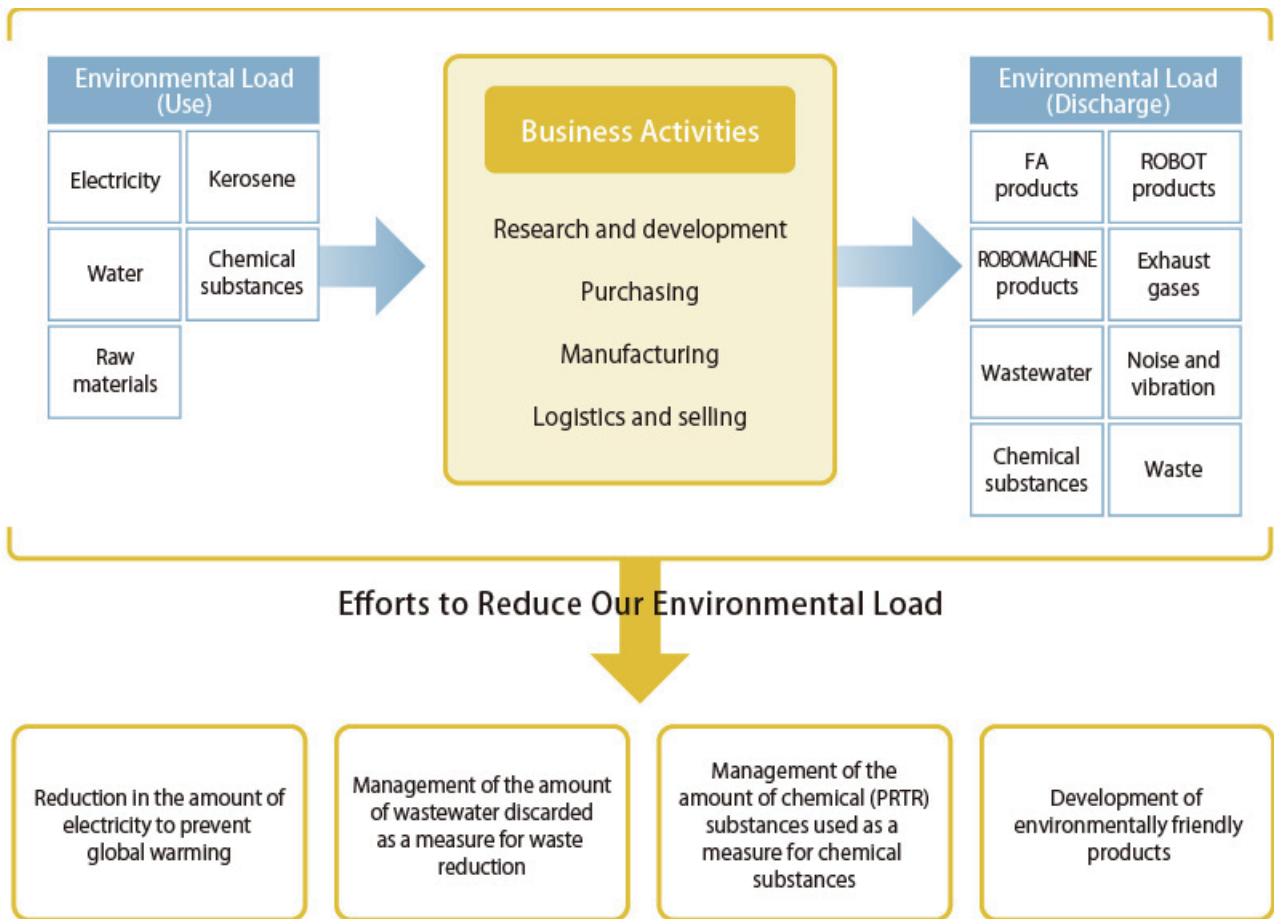 Environmental Load
(Use)
Electricity
Kerosene
Water
Chemical
substances
Raw
materials
Business Activities
Research and development
Purchasing
Manufacturing
Logistics and selling
Environmental Load
(Discharge)
FA
products
ROBOT
products
ROBOMACHINE
products
Exhaust
gases
Wastewater
Noise and
vibration
Chemical
substances
Waste
Efforts to Reduce Our Environmental Load
Reduction in the amount of
electricity to prevent
global warming
Management of the amount
of wastewater discarded
as a measure for waste
reduction
Management of the
amount of chemical (PRTR)
substances used as a
measure for chemical
substances
Development of
environmentally friendly
products